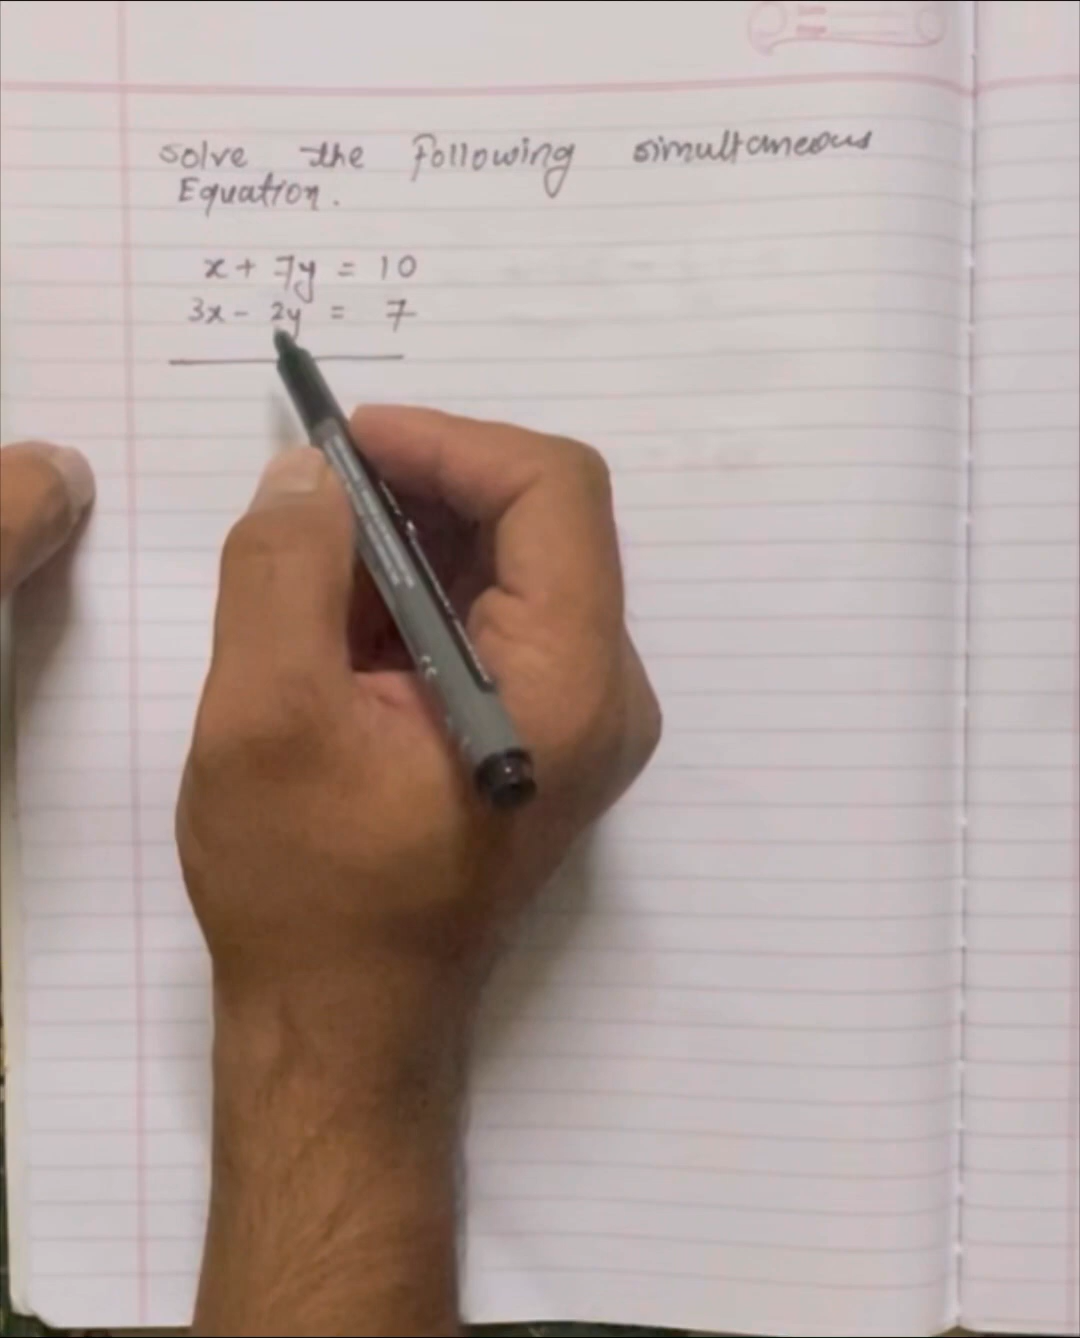 solve the following simultaneous
Equation.
x + 7y = 10
3x - 2y = 7